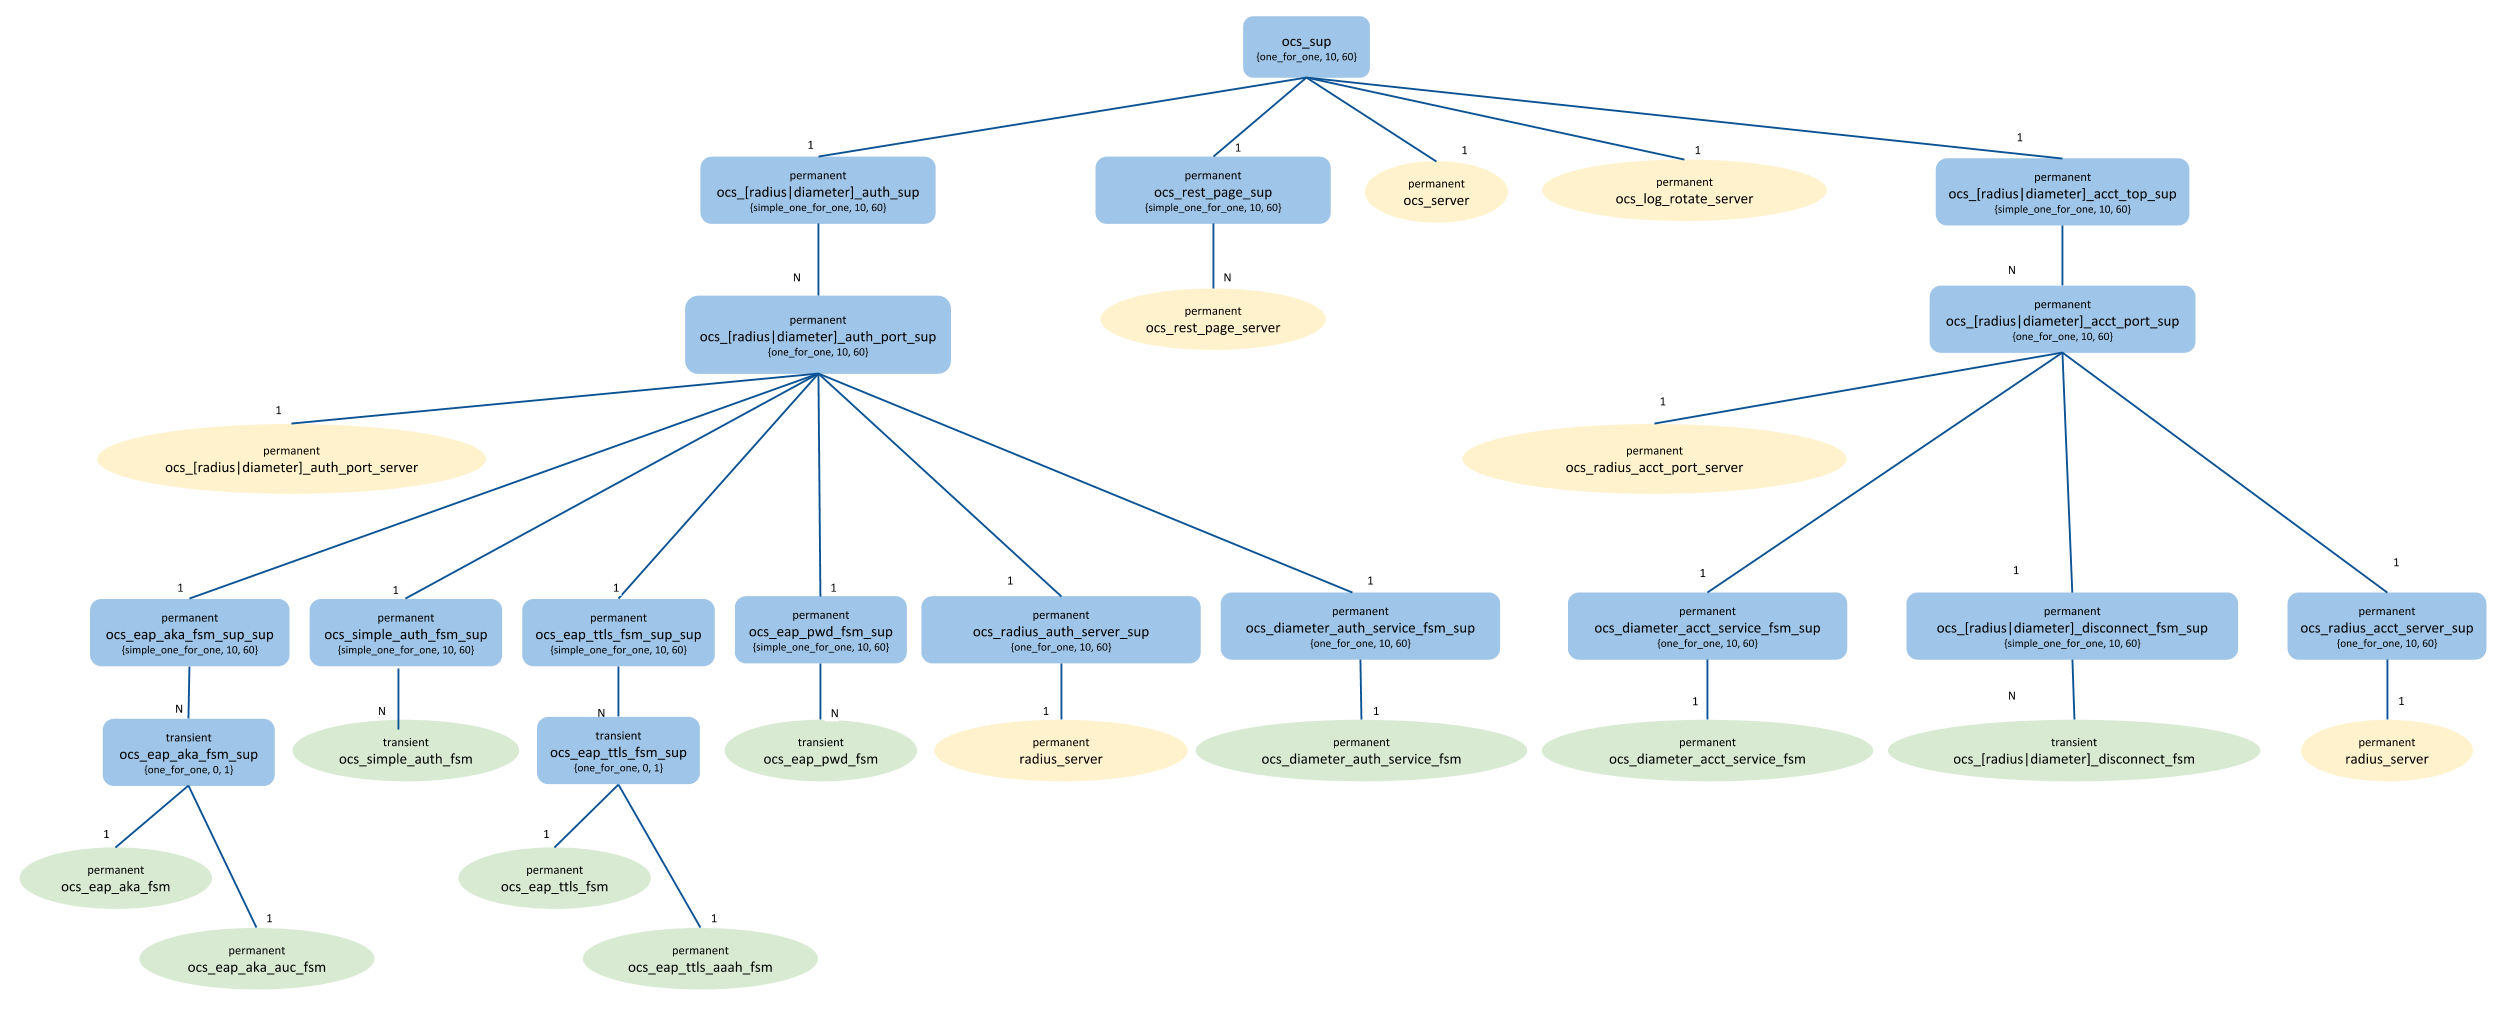 ocs_sup
{one_for_one, 10, 60}
1
1
1
1
1
permanent
ocs_[radius|diameter]_auth_sup
{simple_one_for_one, 10, 60}
permanent
ocs_rest_page_sup
{simple_one_for_one, 10, 60}
permanent
ocs_server
permanent
ocs_log_rotate_server
permanent
ocs_[radius|diameter]_acct_top_sup
{simple_one_for_one, 10, 60}
N
N
N
permanent
ocs_[radius|diameter]_auth_port_sup
{one_for_one, 10, 60}
permanent
ocs_rest_page_server
permanent
ocs_[radius|diameter]_acct_port_sup
{one_for_one, 10, 60}
1
1
permanent
ocs_[radius|diameter]_auth_port_server
permanent
ocs_radius_acct_port_server
1
1
1
1
1
1
1
1
1
permanent
ocs_eap_aka_fsm_sup_sup
{simple_one_for_one, 10, 60}
permanent
ocs_simple_auth_fsm_sup
{simple_one_for_one, 10, 60}
permanent
ocs_eap_ttls_fsm_sup_sup
{simple_one_for_one, 10, 60}
permanent
ocs_eap_pwd_fsm_sup
{simple_one_for_one, 10, 60}
permanent
ocs_radius_auth_server_sup
{one_for_one, 10, 60}
permanent
ocs_diameter_auth_service_fsm_sup
{one_for_one, 10, 60}
permanent
ocs_diameter_acct_service_fsm_sup
{one_for_one, 10, 60}
permanent
ocs_[radius|diameter]_disconnect_fsm_sup
{simple_one_for_one, 10, 60}
permanent
ocs_radius_acct_server_sup
{one_for_one, 10, 60}
N
N
N
N
1
1
1
N
1
transient
ocs_eap_aka_fsm_sup
{one_for_one, 0, 1}
transient
ocs_simple_auth_fsm
transient
ocs_eap_ttls_fsm_sup
{one_for_one, 0, 1}
transient
ocs_eap_pwd_fsm
permanent
radius_server
permanent
ocs_diameter_auth_service_fsm
permanent
ocs_diameter_acct_service_fsm
transient
ocs_[radius|diameter]_disconnect_fsm
permanent
radius_server
1
1
permanent
ocs_eap_aka_fsm
permanent
ocs_eap_ttls_fsm
1
1
permanent
ocs_eap_aka_auc_fsm
permanent
ocs_eap_ttls_aaah_fsm